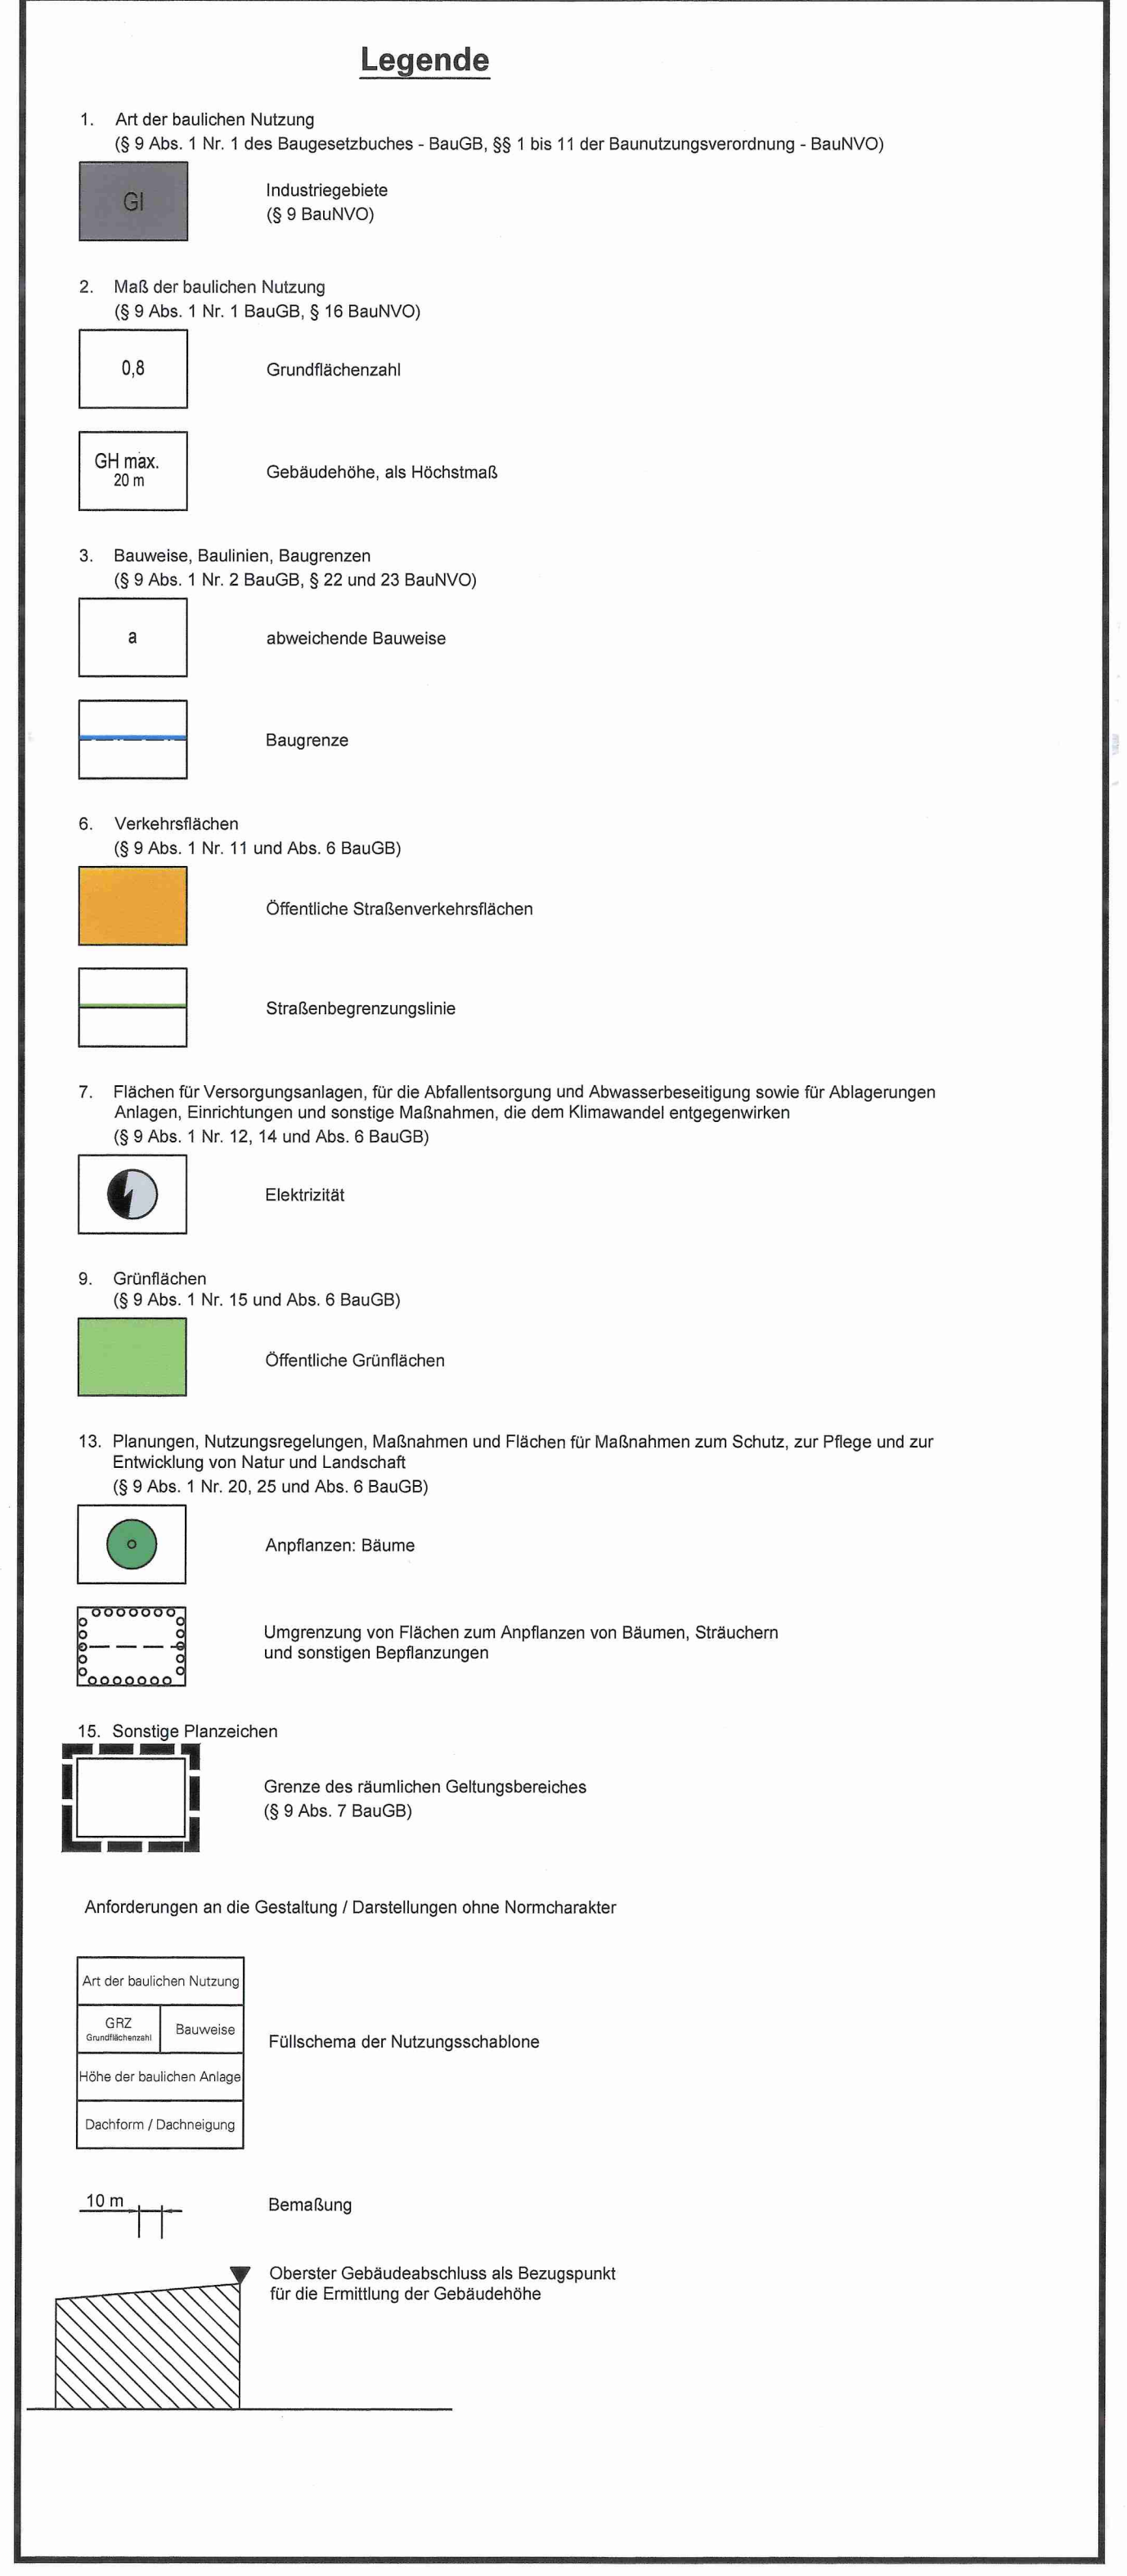 Legende
1. Art der baulichen Nutzung
(§ 9 Abs. 1 Nr. 1 des Baugesetzbuches - BauGB, §§ 1 bis 11 der Baunutzungsverordnung - BauNVO)
GI
Industriegebiete
(§ 9 BauNVO)
2. Maß der baulichen Nutzung
(§ 9 Abs. 1 Nr. 1 BauGB, § 16 BauNVO)
0,8
Grundflächenzahl
GH max.
20 m
Gebäudehöhe, als Höchstmaß
3. Bauweise, Baulinien, Baugrenzen
(§ 9 Abs. 1 Nr. 2 BauGB, § 22 und 23 BauNVO)
a
abweichende Bauweise
Baugrenze
6. Verkehrsflächen
(§ 9 Abs. 1 Nr. 11 und Abs. 6 BauGB)
Öffentliche Straßenverkehrsflächen
Straßenbegrenzungslinie
7. Flächen für Versorgungsanlagen, für die Abfallentsorgung und Abwasserbeseitigung sowie für Ablagerungen
Anlagen, Einrichtungen und sonstige Maßnahmen, die dem Klimawandel entgegenwirken
(§ 9 Abs. 1 Nr. 12, 14 und Abs. 6 BauGB)
Elektrizität
9. Grünflächen
(§ 9 Abs. 1 Nr. 15 und Abs. 6 BauGB)
Öffentliche Grünflächen
13. Planungen, Nutzungsregelungen, Maßnahmen und Flächen für Maßnahmen zum Schutz, zur Pflege und zur
Entwicklung von Natur und Landschaft
(§ 9 Abs. 1 Nr. 20, 25 und Abs. 6 BauGB)
Anpflanzen: Bäume
Umgrenzung von Flächen zum Anpflanzen von Bäumen, Sträuchern
und sonstigen Bepflanzungen
15. Sonstige Planzeichen
Grenze des räumlichen Geltungsbereiches
(§ 9 Abs. 7 BauGB)
Anforderungen an die Gestaltung / Darstellungen ohne Normcharakter
Art der baulichen Nutzung
GRZ
Grundflächenzahl
Bauweise
Höhe der baulichen Anlage
Dachform / Dachneigung
Füllschema der Nutzungsschablone
10 m
Bemaßung
Oberster Gebäudeabschluss als Bezugspunkt
für die Ermittlung der Gebäudehöhe